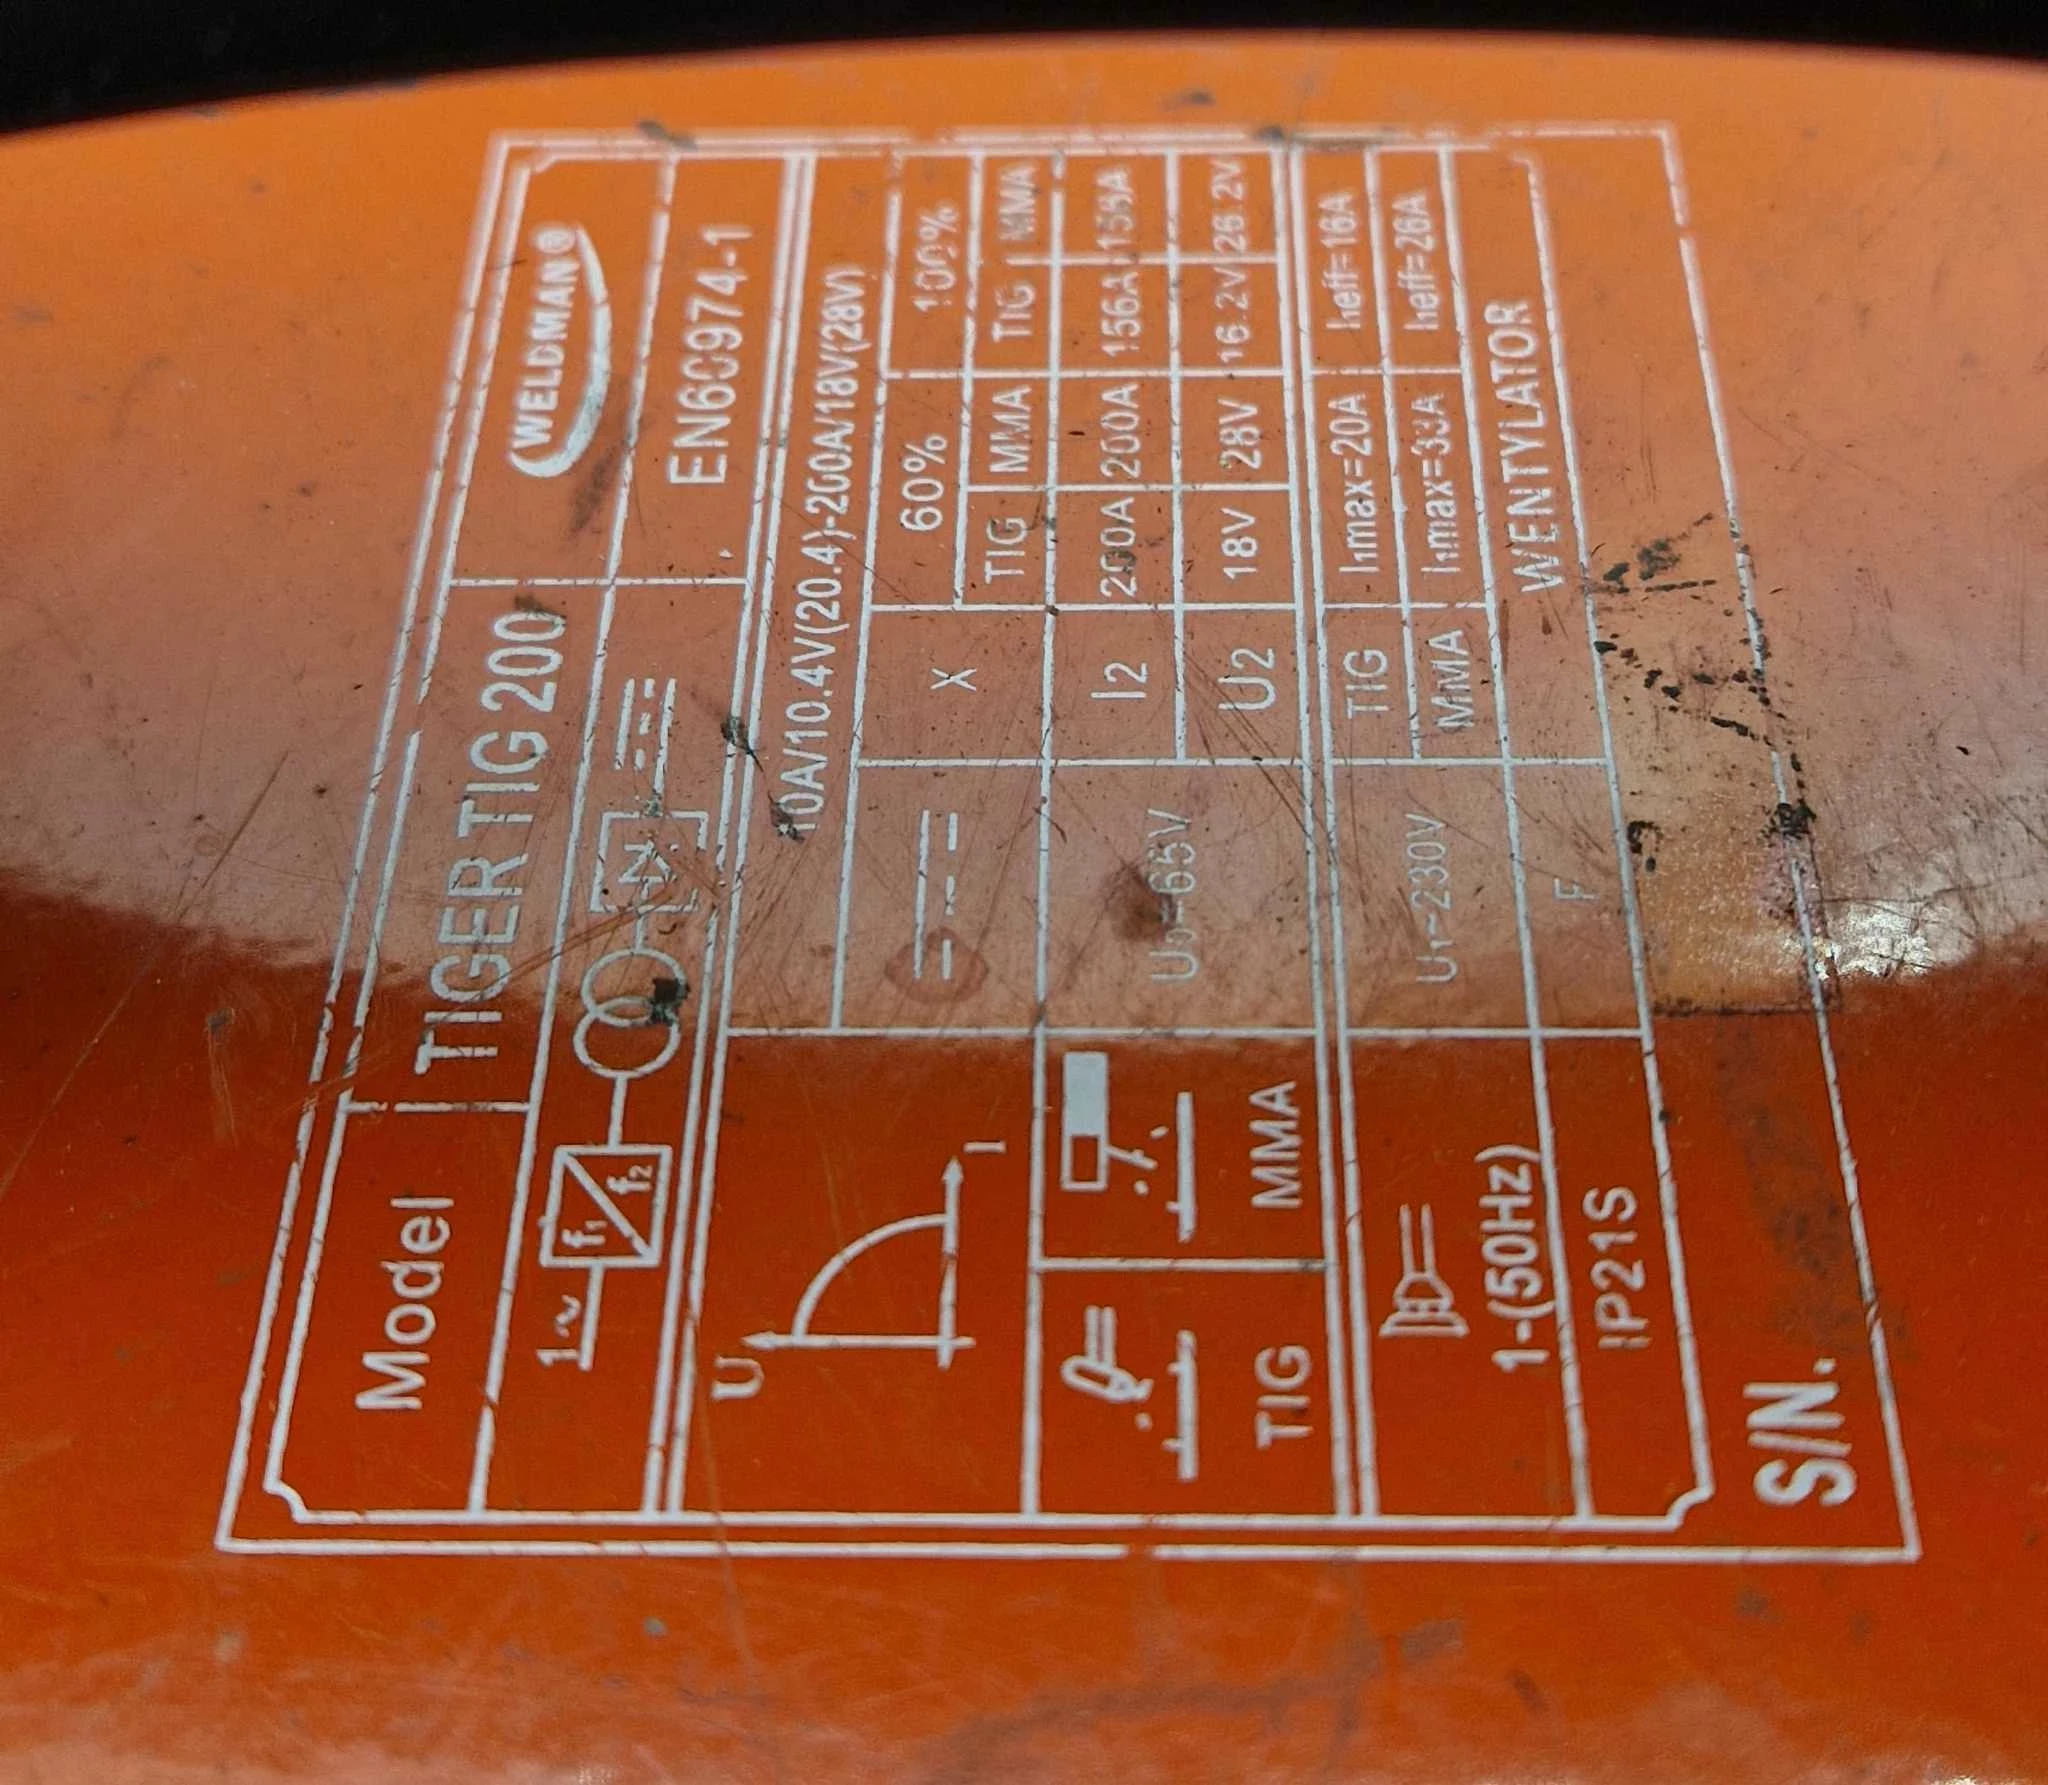 Model TIGER TIG 200 WELDMAN®
1~ f1 f2 EN60974-1
U I 10A/10.4V(20.4)-200A/18V(28V)
X 60% 100%
TIG MMA TIG MMA
I2 200A 200A 156A 156A
TIG MMA U0=65V U2 18V 28V 16.2V 26.2V
1~(50Hz) U1~230V TIG I1max=20A I1eff=16A
MMA I1max=33A I1eff=26A
IP21S F WENTYLATOR
S/N.